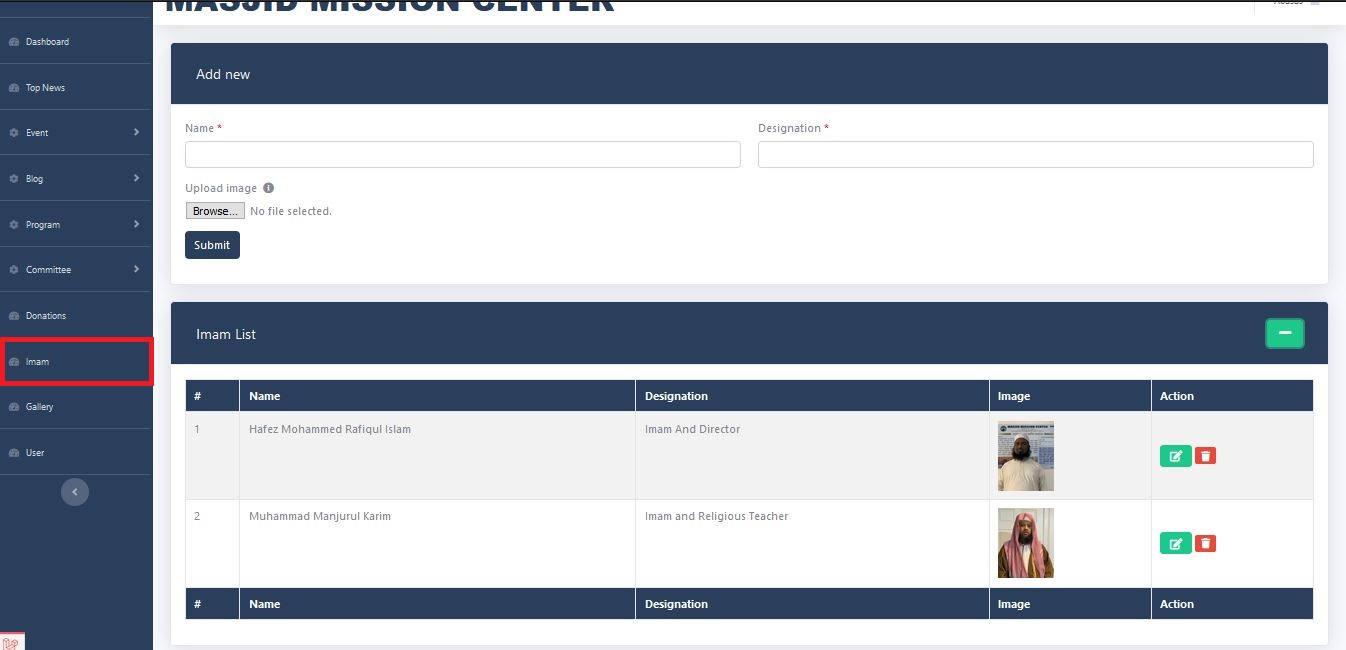 MASJID MISSION CENTER
Dashboard
Top News
Event
Blog
Program
Committee
Donations
Imam
Gallery
User
Add new
Name *
Designation *
Upload image
Browse... No file selected.
Submit
Imam List
# Name Designation Image Action
1 Hafez Mohammed Rafiqul Islam Imam And Director
2 Muhammad Manjurul Karim Imam and Religious Teacher
# Name Designation Image Action